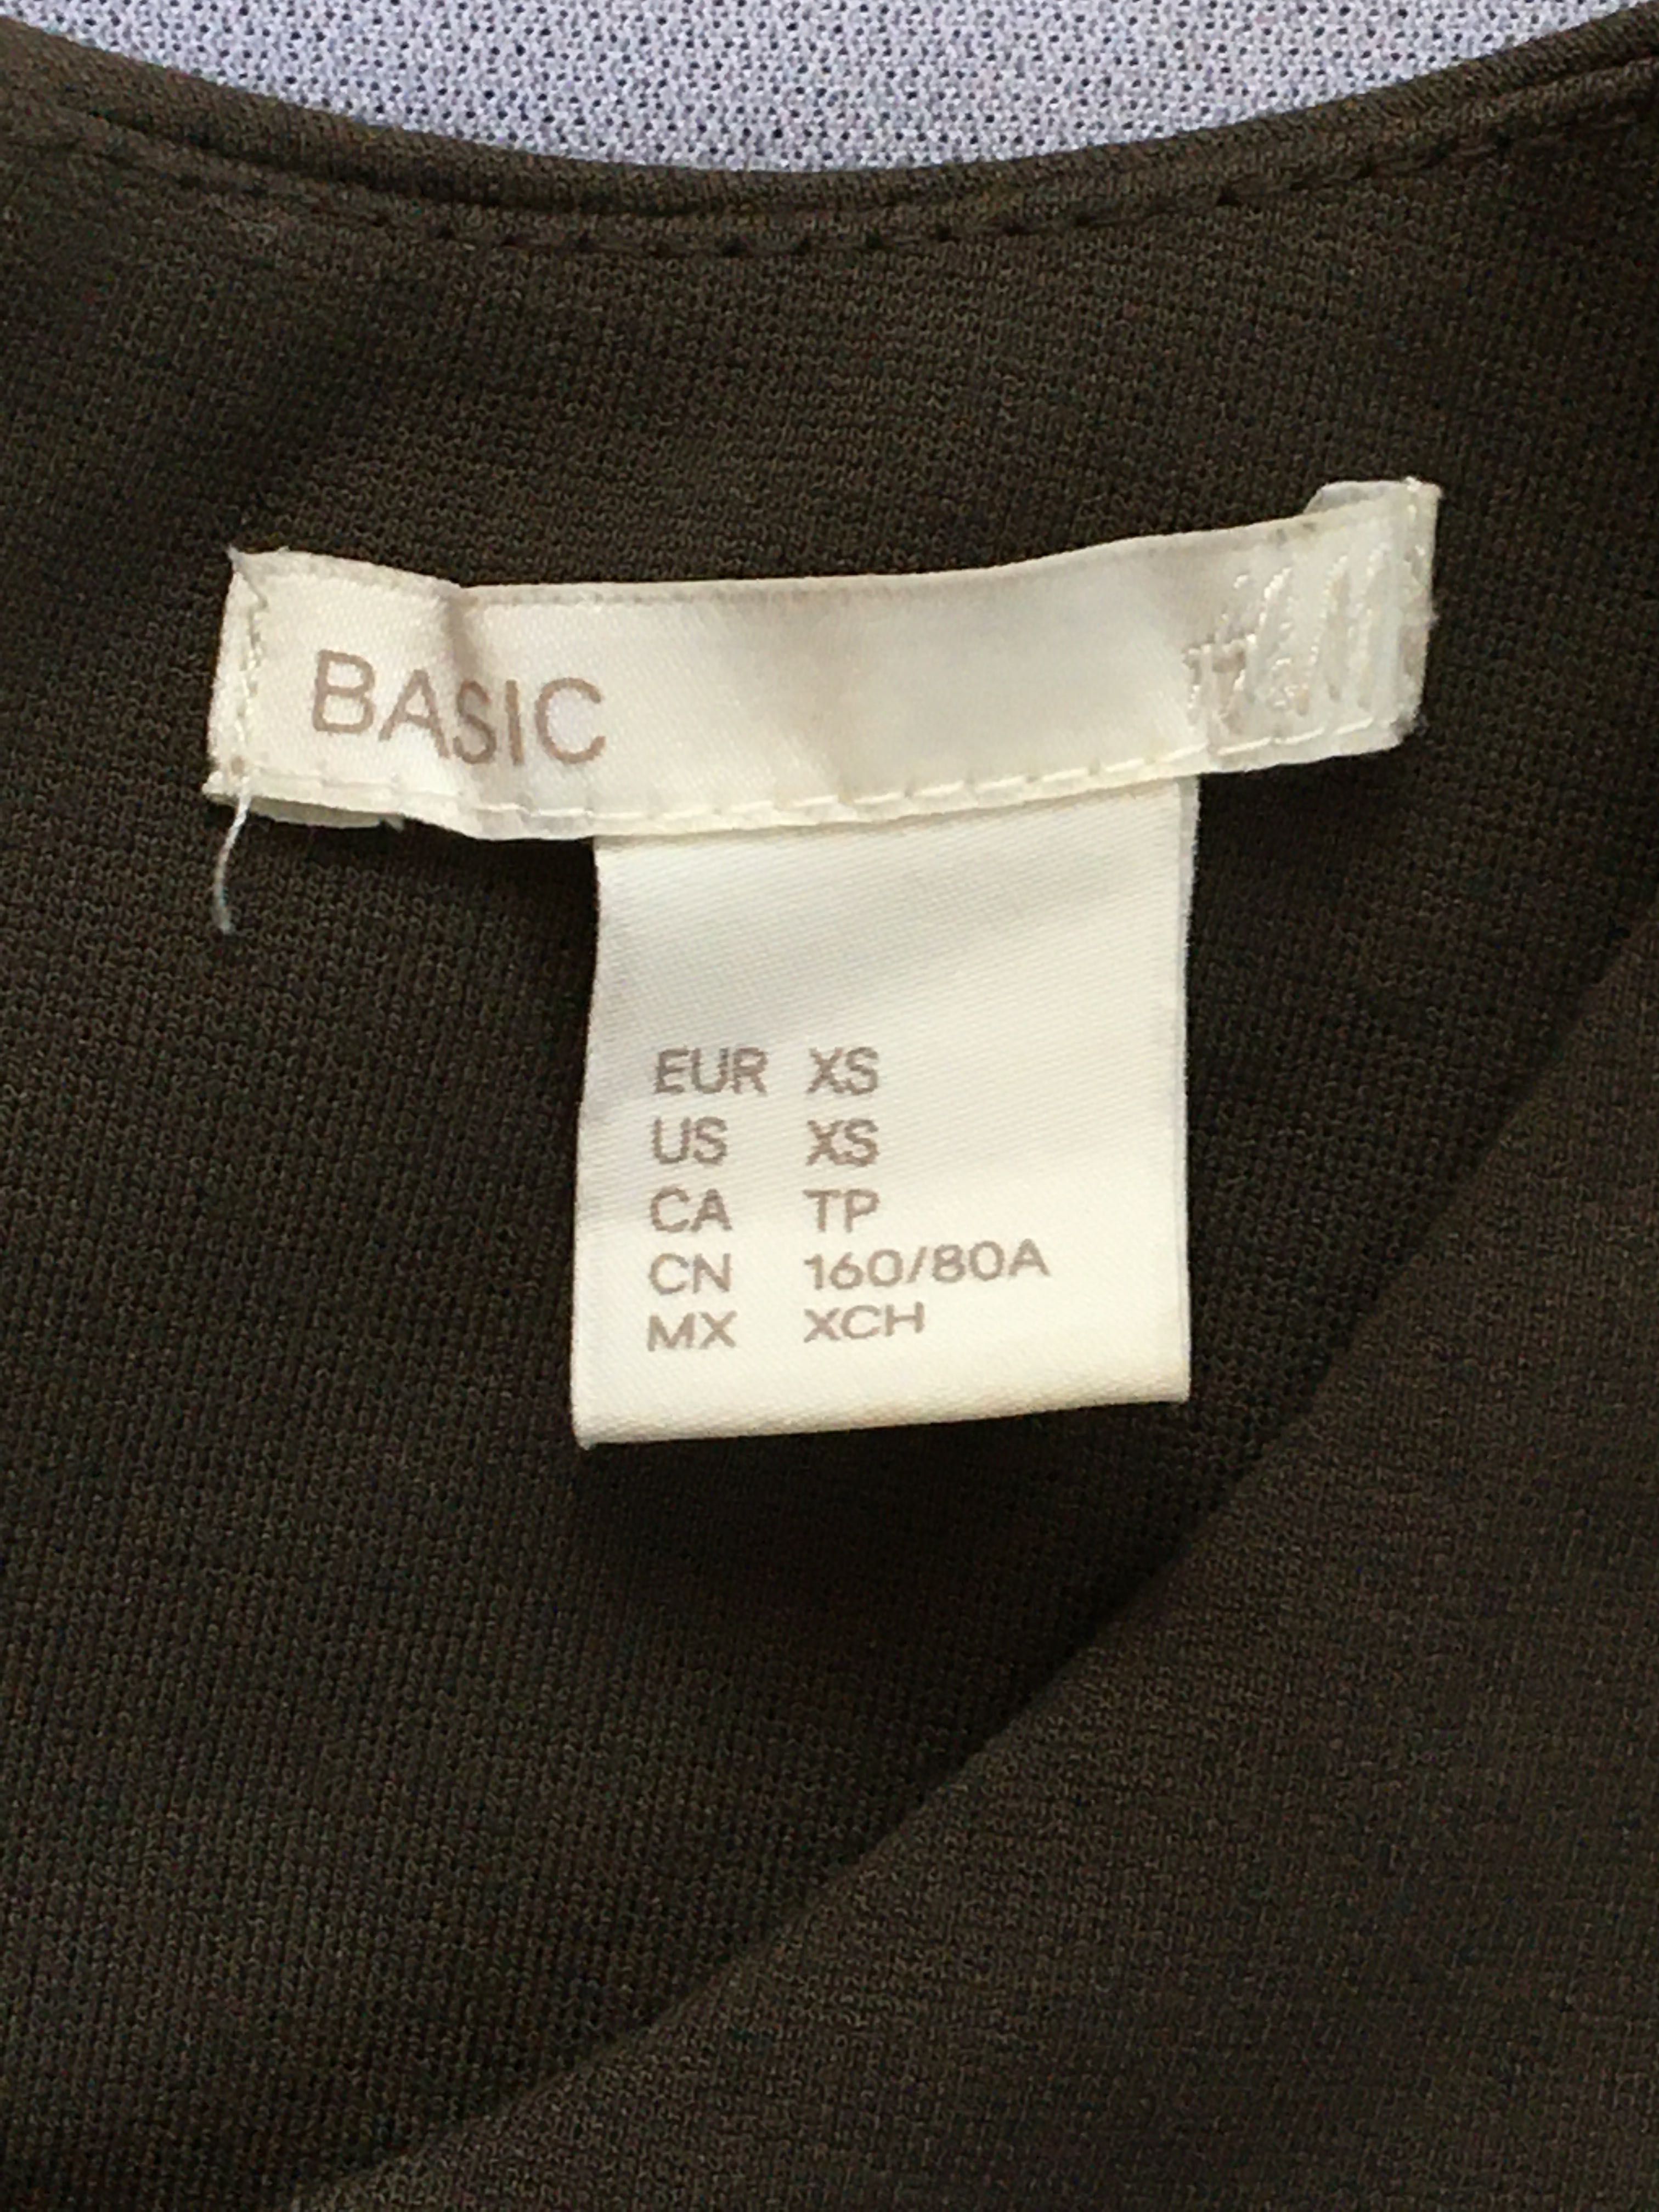 BASIC H&M
EUR XS
US XS
CA TP
CN 160/80A
MX XCH